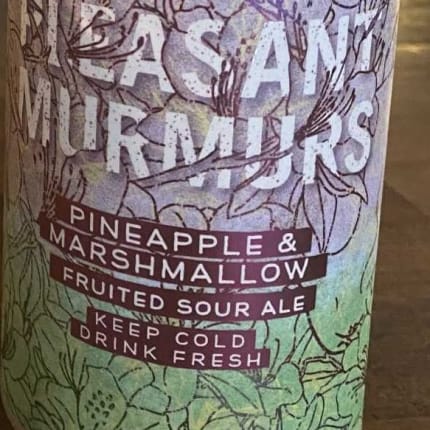 PLEASANT
MURMURS
PINEAPPLE &
MARSHMALLOW
FRUITED SOUR ALE
KEEP COLD
DRINK FRESH